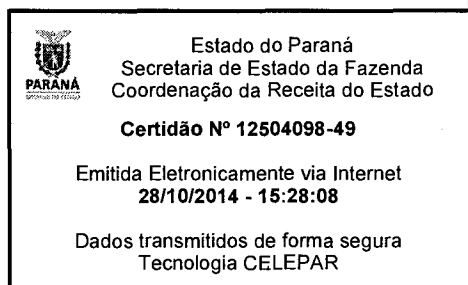 Estado do Paraná
Secretaria de Estado da Fazenda
PARANÁ
Coordenação da Receita do Estado
Certidão Nº 12504098-49
Emitida Eletronicamente via Internet
28/10/2014 - 15:28:08
Dados transmitidos de forma segura
Tecnologia CELEPAR